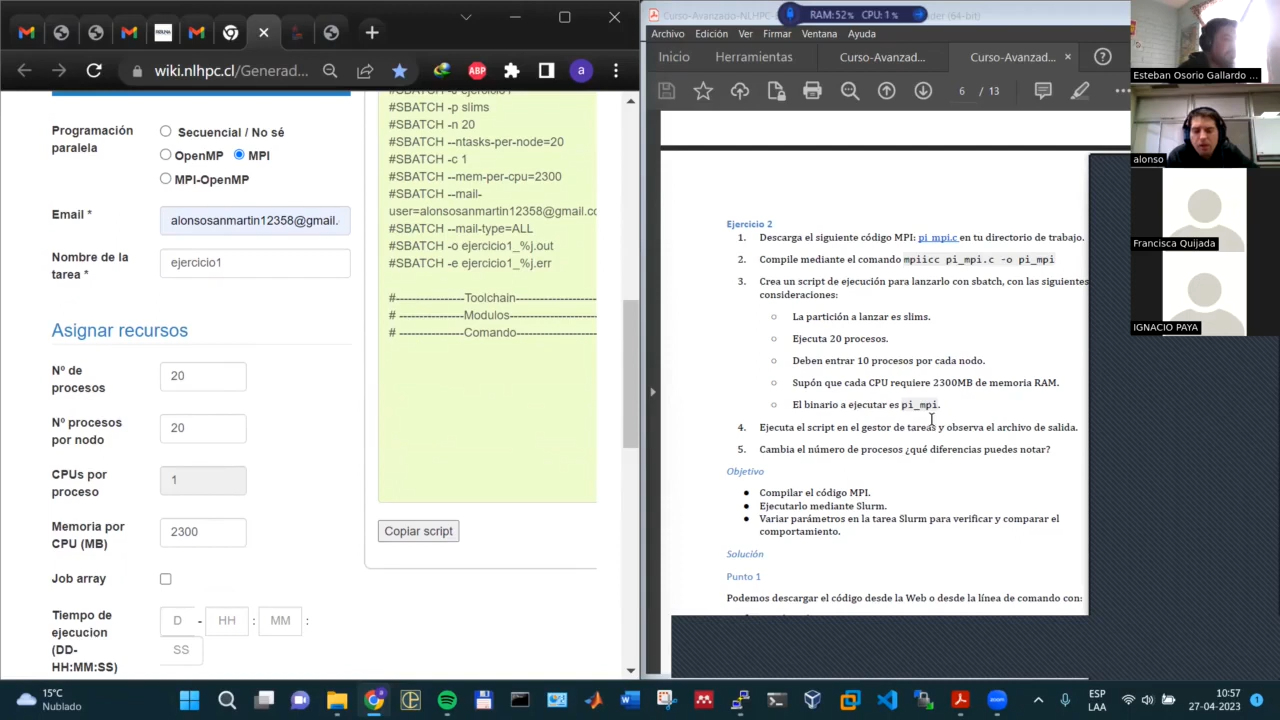 wiki.nlhpc.cl/Generad...
ABP
a
Programación
paralela
Secuencial / No sé
OpenMP
MPI
MPI-OpenMP
Email *
alonsosanmartin12358@gmail.
Nombre de la
tarea *
ejercicio1
Asignar recursos
Nº de
procesos
20
Nº procesos
por nodo
20
CPUs por
proceso
1
Memoria por
CPU (MB)
2300
Job array
Tiempo de
ejecucion
(DD-
HH:MM:SS)
D - HH : MM :
SS
#SBATCH -p slims
#SBATCH -n 20
#SBATCH --ntasks-per-node=20
#SBATCH -c 1
#SBATCH --mem-per-cpu=2300
#SBATCH --mail-
user=alonsosanmartin12358@gmail.co
#SBATCH --mail-type=ALL
#SBATCH -o ejercicio1_%j.out
#SBATCH -e ejercicio1_%j.err
#-----------------Toolchain---------------------
# ----------------Modulos----------------------
# ----------------Comando--------------------
Copiar script
Curso-Avanzado-NLHPC-
RAM:52% CPU:1%
der (64-bit)
Archivo Edición Ver Firmar Ventana Ayuda
Inicio Herramientas Curso-Avanzad... Curso-Avanzad... ×
6 / 13
Ejercicio 2
1. Descarga el siguiente código MPI: pi_mpi.c en tu directorio de trabajo.
2. Compile mediante el comando mpiicc pi_mpi.c -o pi_mpi
3. Crea un script de ejecución para lanzarlo con sbatch, con las siguientes
consideraciones:
○ La partición a lanzar es slims.
○ Ejecuta 20 procesos.
○ Deben entrar 10 procesos por cada nodo.
○ Supón que cada CPU requiere 2300MB de memoria RAM.
○ El binario a ejecutar es pi_mpi.
4. Ejecuta el script en el gestor de tareas y observa el archivo de salida.
5. Cambia el número de procesos ¿qué diferencias puedes notar?
Objetivo
● Compilar el código MPI.
● Ejecutarlo mediante Slurm.
● Variar parámetros en la tarea Slurm para verificar y comparar el
comportamiento.
Solución
Punto 1
Podemos descargar el código desde la Web o desde la línea de comando con:
Esteban Osorio Gallardo ...
alonso
Francisca Quijada
IGNACIO PAYA
15°C
Nublado
ESP
LAA
10:57
27-04-2023
1